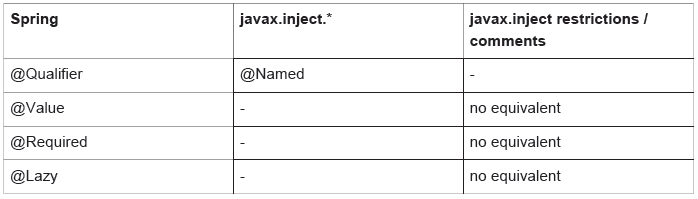 Spring javax.inject.* javax.inject restrictions /
comments
@Qualifier @Named -
@Value - no equivalent
@Required - no equivalent
@Lazy - no equivalent